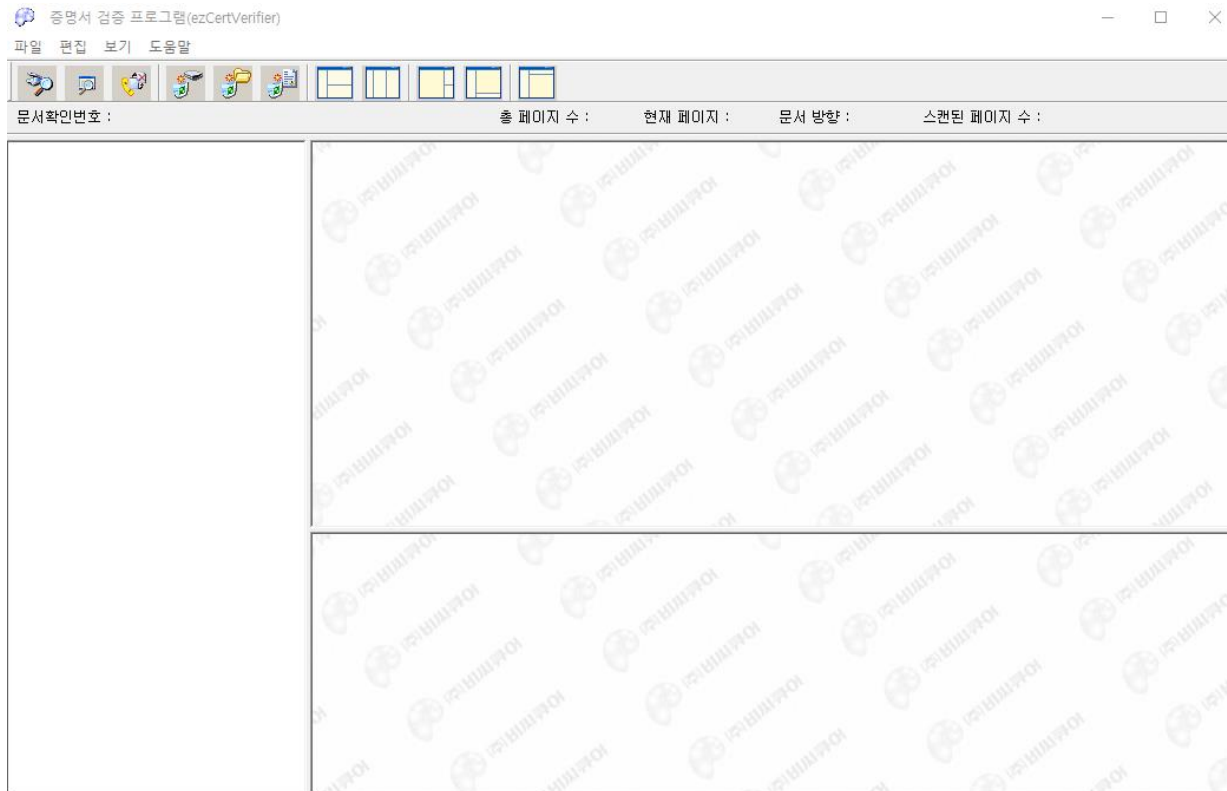 증명서 검증 프로그램(ezCertVerifier)
파일 편집 보기 도움말
문서확인번호 : 총 페이지 수 : 현재 페이지 : 문서 방향 : 스캔된 페이지 수 :